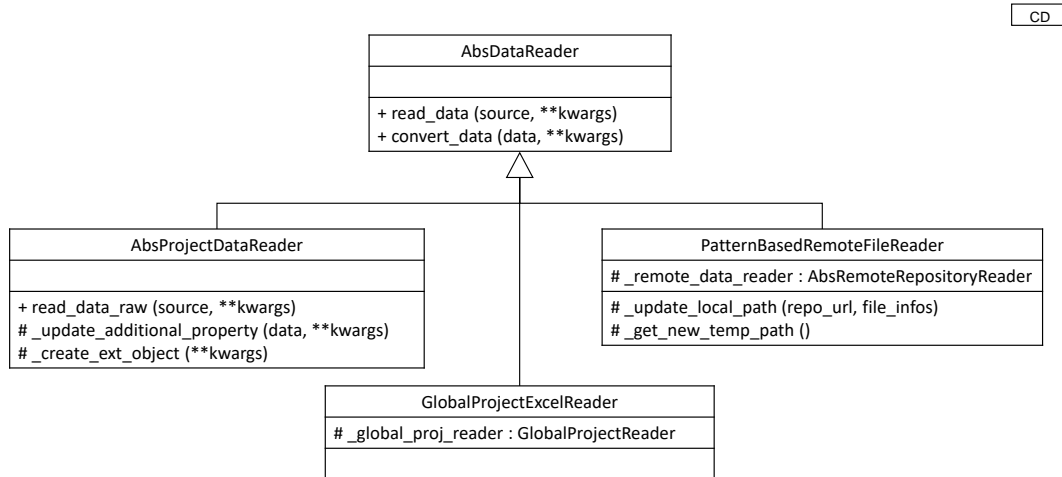 CD
AbsDataReader
+ read_data (source, **kwargs)
+ convert_data (data, **kwargs)
AbsProjectDataReader
+ read_data_raw (source, **kwargs)
# _update_additional_property (data, **kwargs)
# _create_ext_object (**kwargs)
PatternBasedRemoteFileReader
# _remote_data_reader : AbsRemoteRepositoryReader
# _update_local_path (repo_url, file_infos)
# _get_new_temp_path ()
GlobalProjectExcelReader
# _global_proj_reader : GlobalProjectReader